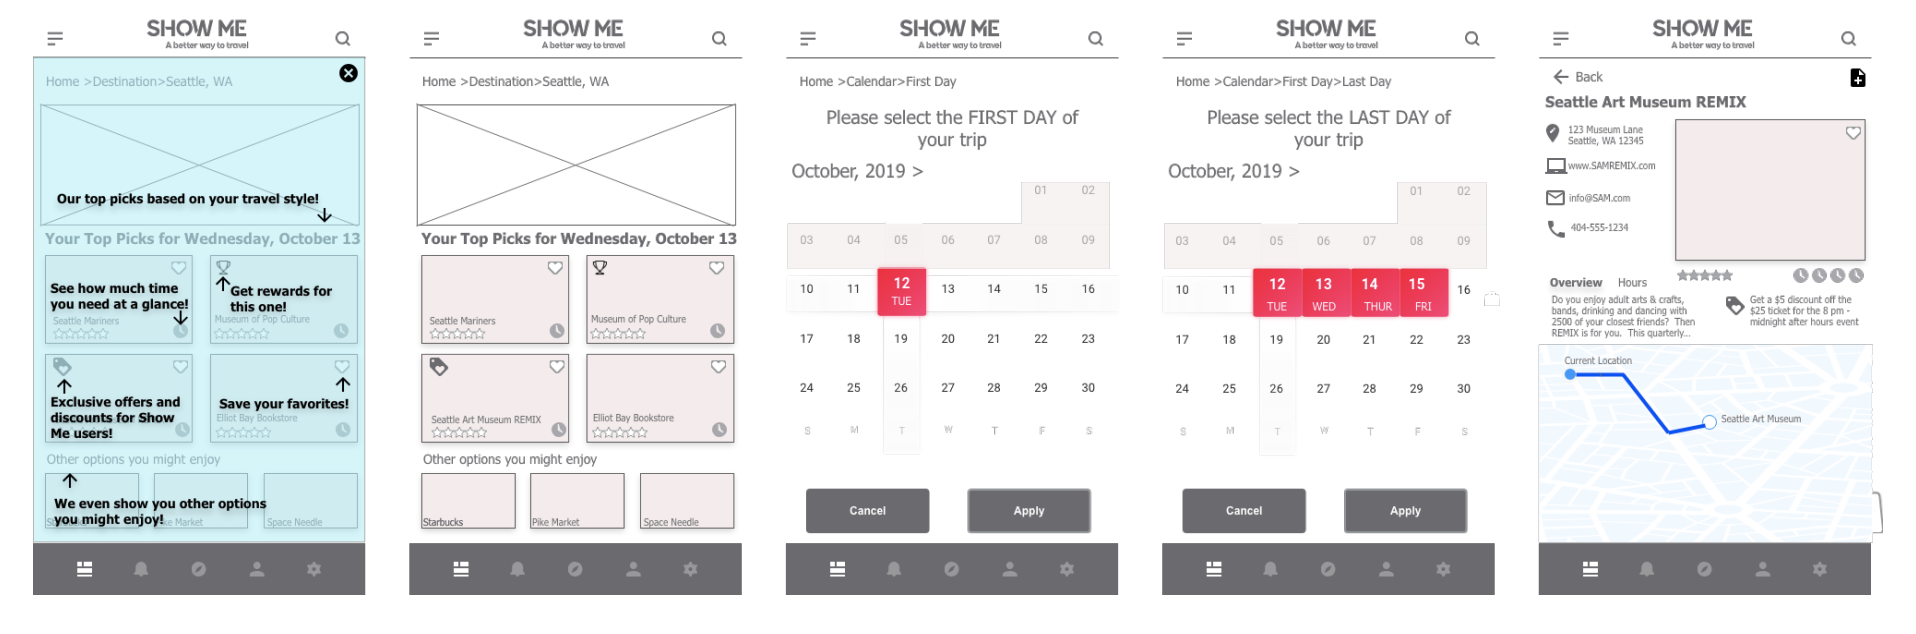 SHOW ME
A better way to travel
Home >Destination>Seattle, WA
Our top picks based on your travel style!
Your Top Picks for Wednesday, October 13
See how much time
you need at a glance!
Seattle Mariners
Get rewards for
this one!
Museum of Pop Culture
Exclusive offers and
discounts for Show
Me users!
Save your favorites!
Elliot Bay Bookstore
Other options you might enjoy
We even show you other options
you might enjoy!
Pike Market
Space Needle
SHOW ME
A better way to travel
Home >Destination>Seattle, WA
Your Top Picks for Wednesday, October 13
Seattle Mariners
Museum of Pop Culture
Seattle Art Museum REMIX
Elliot Bay Bookstore
Other options you might enjoy
Starbucks
Pike Market
Space Needle
SHOW ME
A better way to travel
Home >Calendar>First Day
Please select the FIRST DAY of
your trip
October, 2019 >
01 02
03 04 05 06 07 08 09
10 11 12 13 14 15 16
TUE
17 18 19 20 21 22 23
24 25 26 27 28 29 30
S M T W T F S
Cancel Apply
SHOW ME
A better way to travel
Home >Calendar>First Day>Last Day
Please select the LAST DAY of
your trip
October, 2019 >
01 02
03 04 05 06 07 08 09
10 11 12 13 14 15 16
TUE WED THUR FRI
17 18 19 20 21 22 23
24 25 26 27 28 29 30
S M T W T F S
Cancel Apply
SHOW ME
A better way to travel
Back
Seattle Art Museum REMIX
123 Museum Lane
Seattle, WA 12345
www.SAMREMIX.com
info@SAM.com
404-555-1234
Overview Hours
Do you enjoy adult arts & crafts,
bands, drinking and dancing with
2500 of your closest friends? Then
REMIX is for you. This quarterly...
Get a $5 discount off the
$25 ticket for the 8 pm -
midnight after hours event
Current Location
Seattle Art Museum